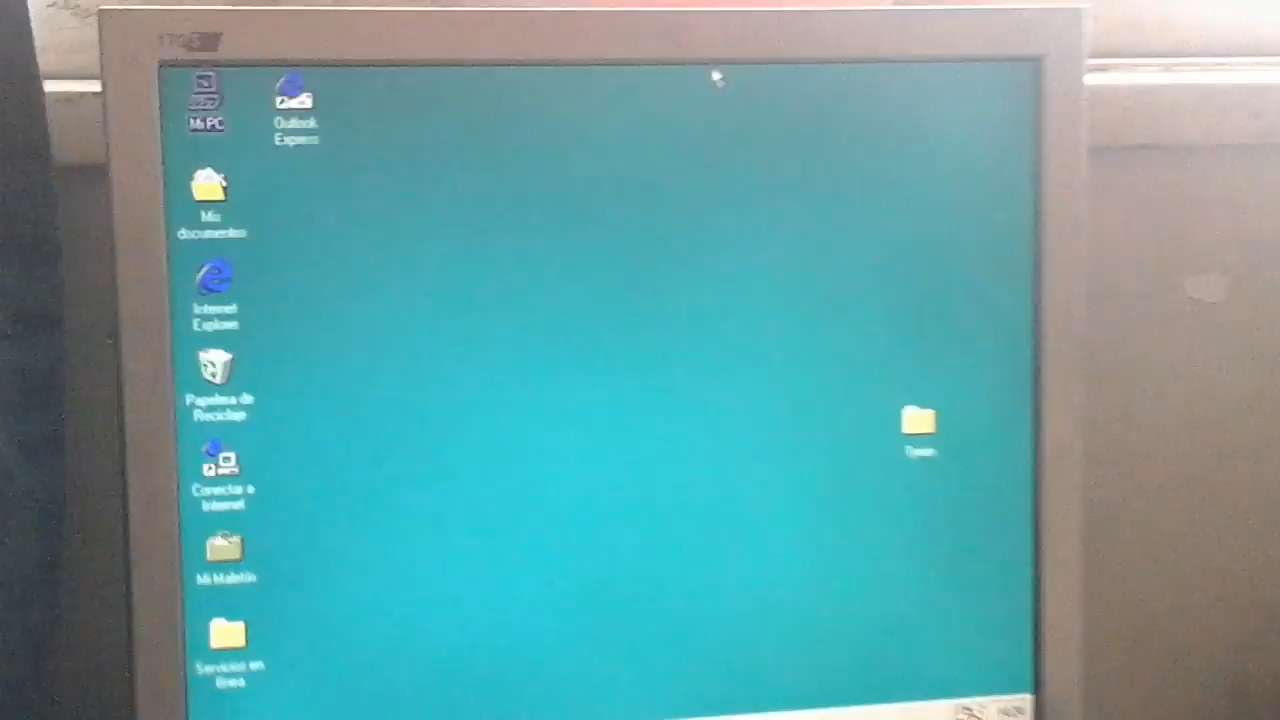 Mi PC
Outlook
Express
Mis
documentos
Internet
Explorer
Papelera de
Reciclaje
Conectar a
Internet
Mi Maletín
Servicios en
línea